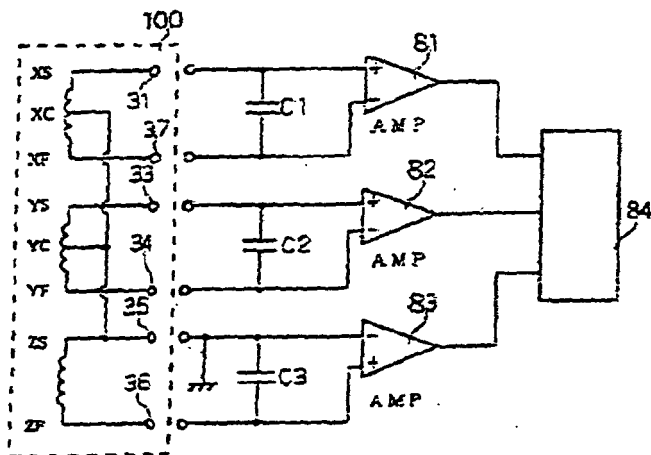 100
XS
31
XC
37
XF
33
YS
YC
34
YF
35
ZS
36
ZF
C1
C2
C3
+
−
AMP
81
+
−
AMP
82
−
+
AMP
83
84